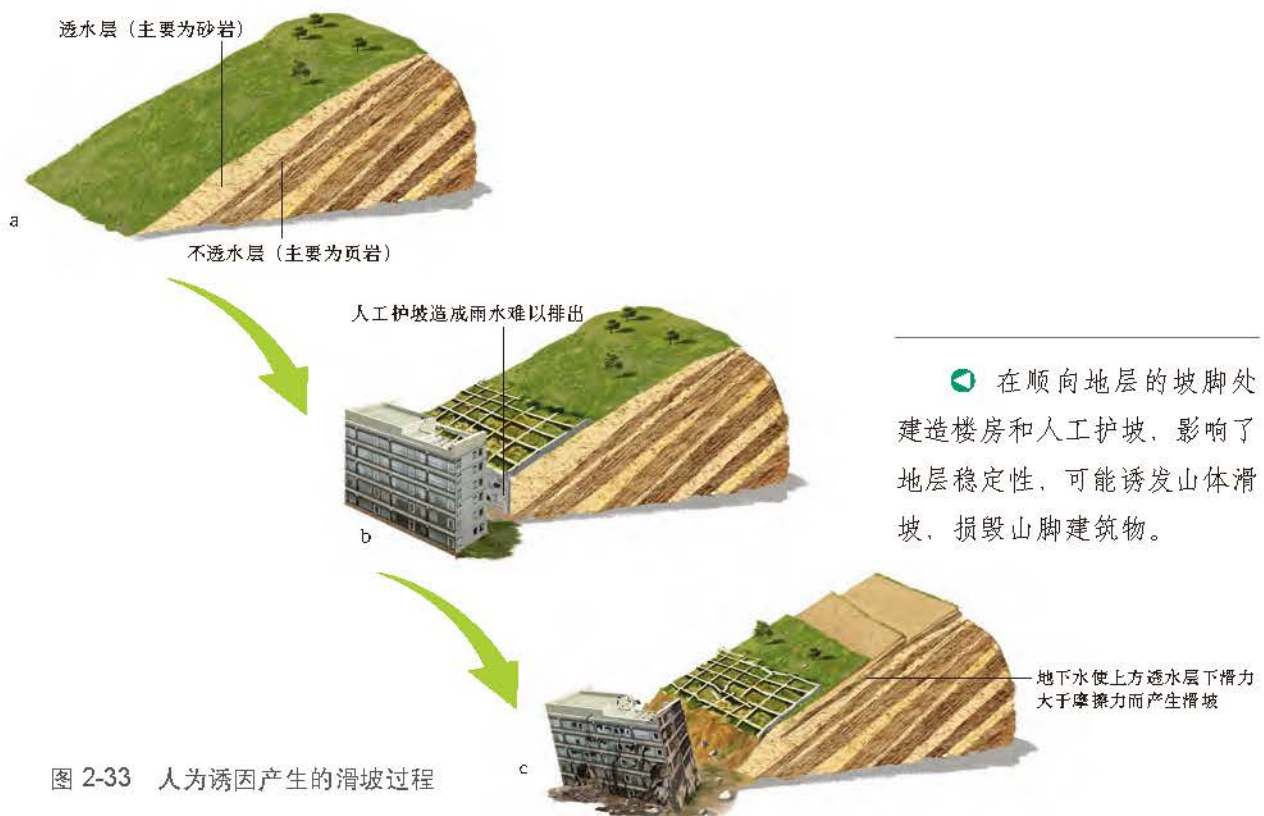 透水层（主要为砂岩）
a
不透水层（主要为页岩）
人工护坡造成雨水难以排出
b
在顺向地层的坡脚处
建造楼房和人工护坡，影响了
地层稳定性，可能诱发山体滑
坡，损毁山脚建筑物。
地下水使上方透水层下滑力
大于摩擦力而产生滑坡
c
图 2-33 人为诱因产生的滑坡过程